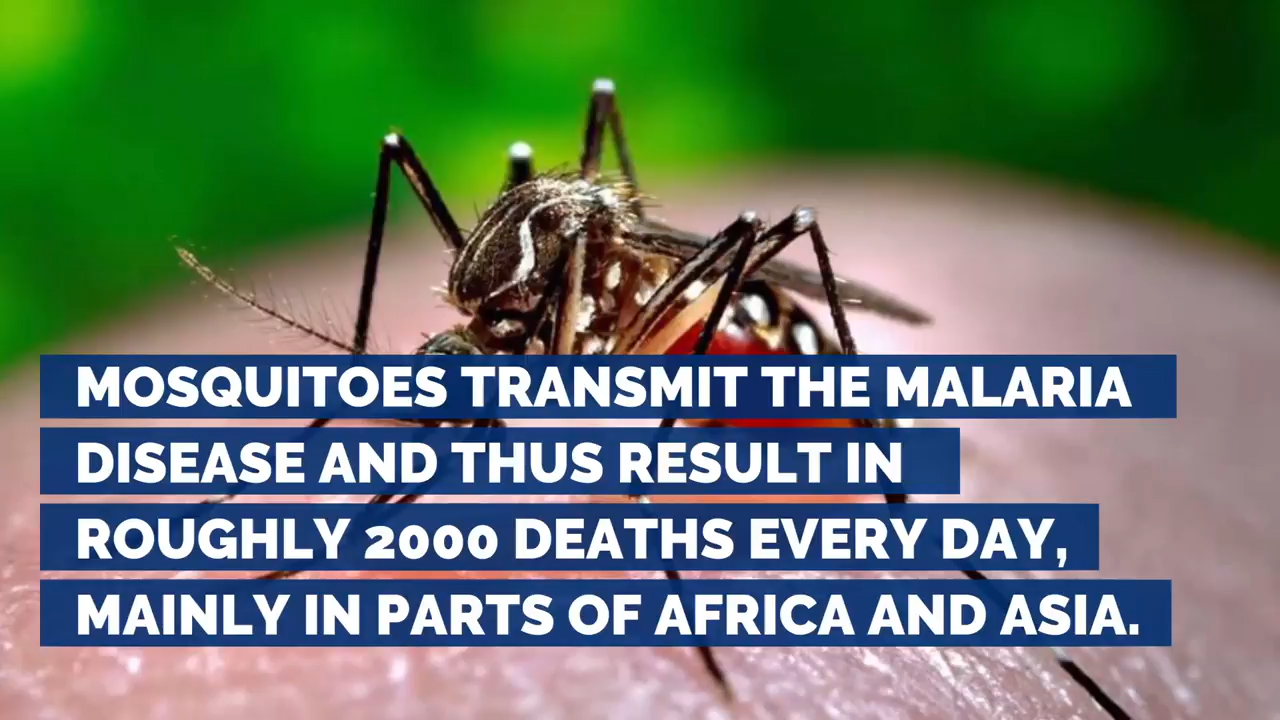 MOSQUITOES TRANSMIT THE MALARIA
DISEASE AND THUS RESULT IN
ROUGHLY 2000 DEATHS EVERY DAY,
MAINLY IN PARTS OF AFRICA AND ASIA.